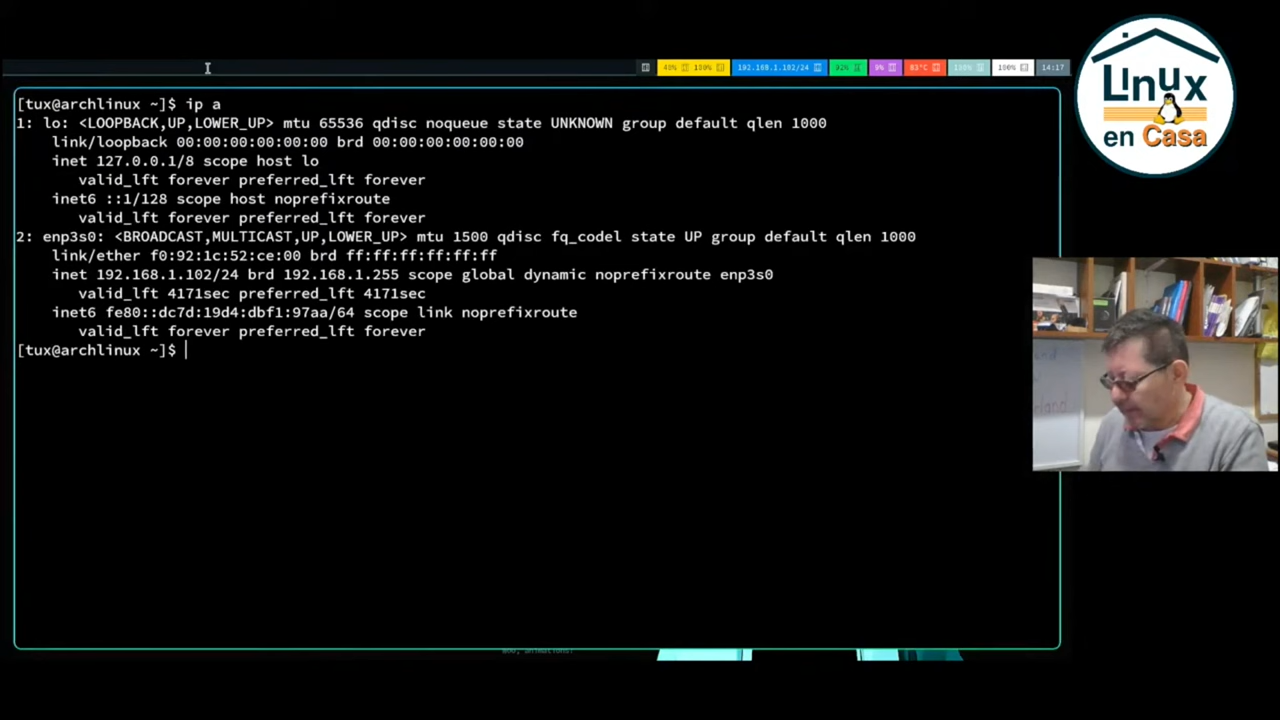 40% 100% 192.168.1.102/24 92% 9% 83°C 100% 14:17
LINUX
en Casa
[tux@archlinux ~]$ ip a
1: lo: <LOOPBACK,UP,LOWER_UP> mtu 65536 qdisc noqueue state UNKNOWN group default qlen 1000
link/loopback 00:00:00:00:00:00 brd 00:00:00:00:00:00
inet 127.0.0.1/8 scope host lo
valid_lft forever preferred_lft forever
inet6 ::1/128 scope host noprefixroute
valid_lft forever preferred_lft forever
2: enp3s0: <BROADCAST,MULTICAST,UP,LOWER_UP> mtu 1500 qdisc fq_codel state UP group default qlen 1000
link/ether f0:92:1c:52:ce:00 brd ff:ff:ff:ff:ff:ff
inet 192.168.1.102/24 brd 192.168.1.255 scope global dynamic noprefixroute enp3s0
valid_lft 4171sec preferred_lft 4171sec
inet6 fe80::dc7d:19d4:dbf1:97aa/64 scope link noprefixroute
valid_lft forever preferred_lft forever
[tux@archlinux ~]$